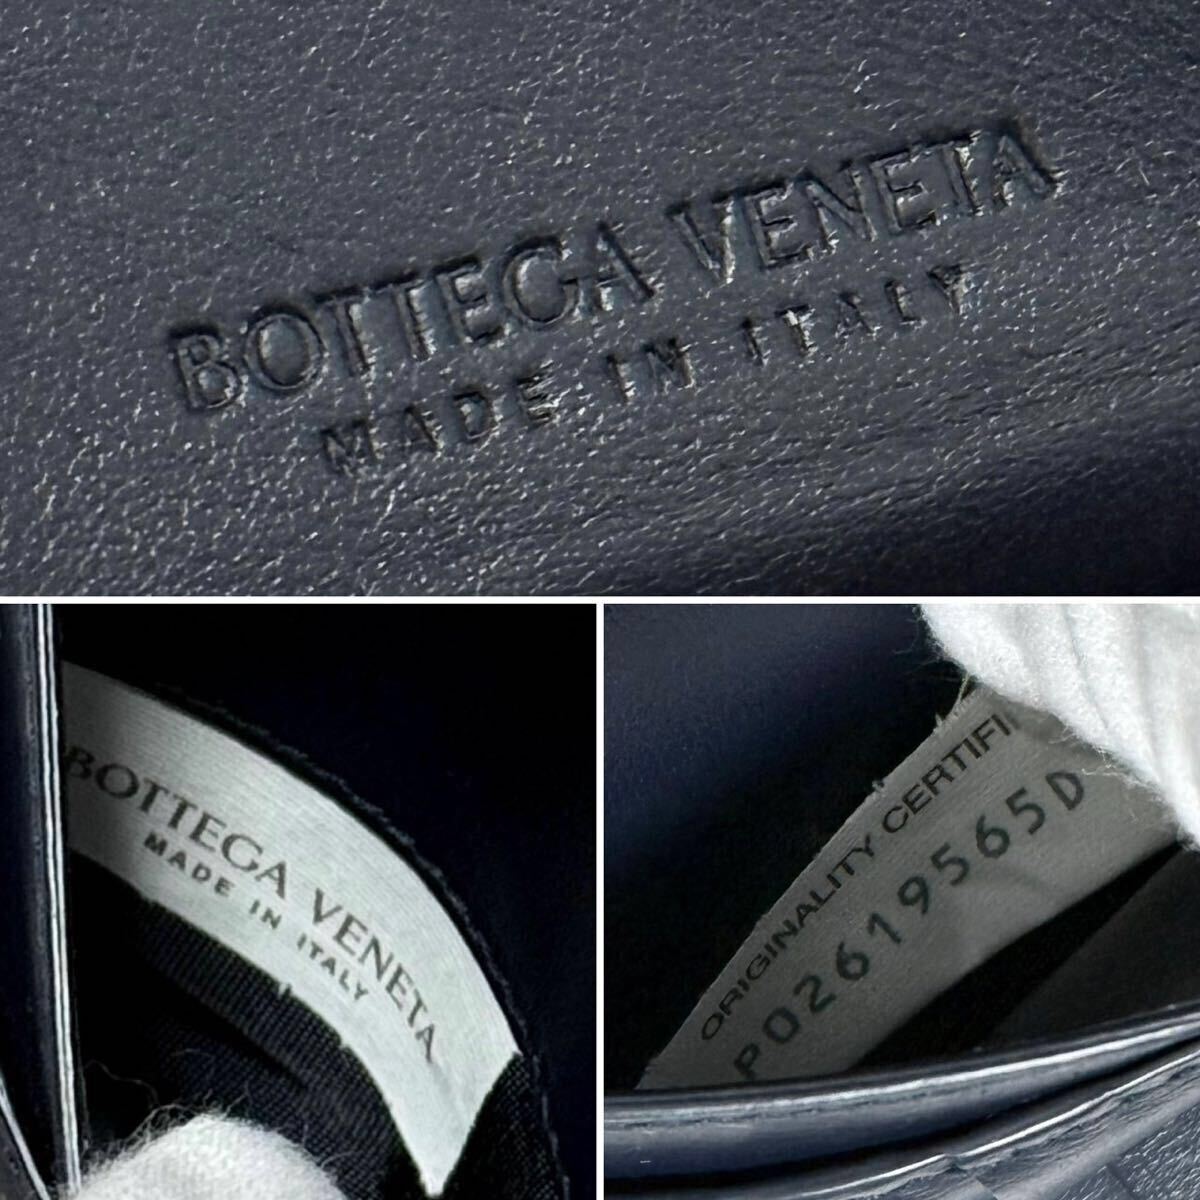 BOTTEGA VENETA
MADE IN ITALY
BOTTEGA VENETA
MADE IN ITALY
ORIGINALITY CERTIFI
P02619565D